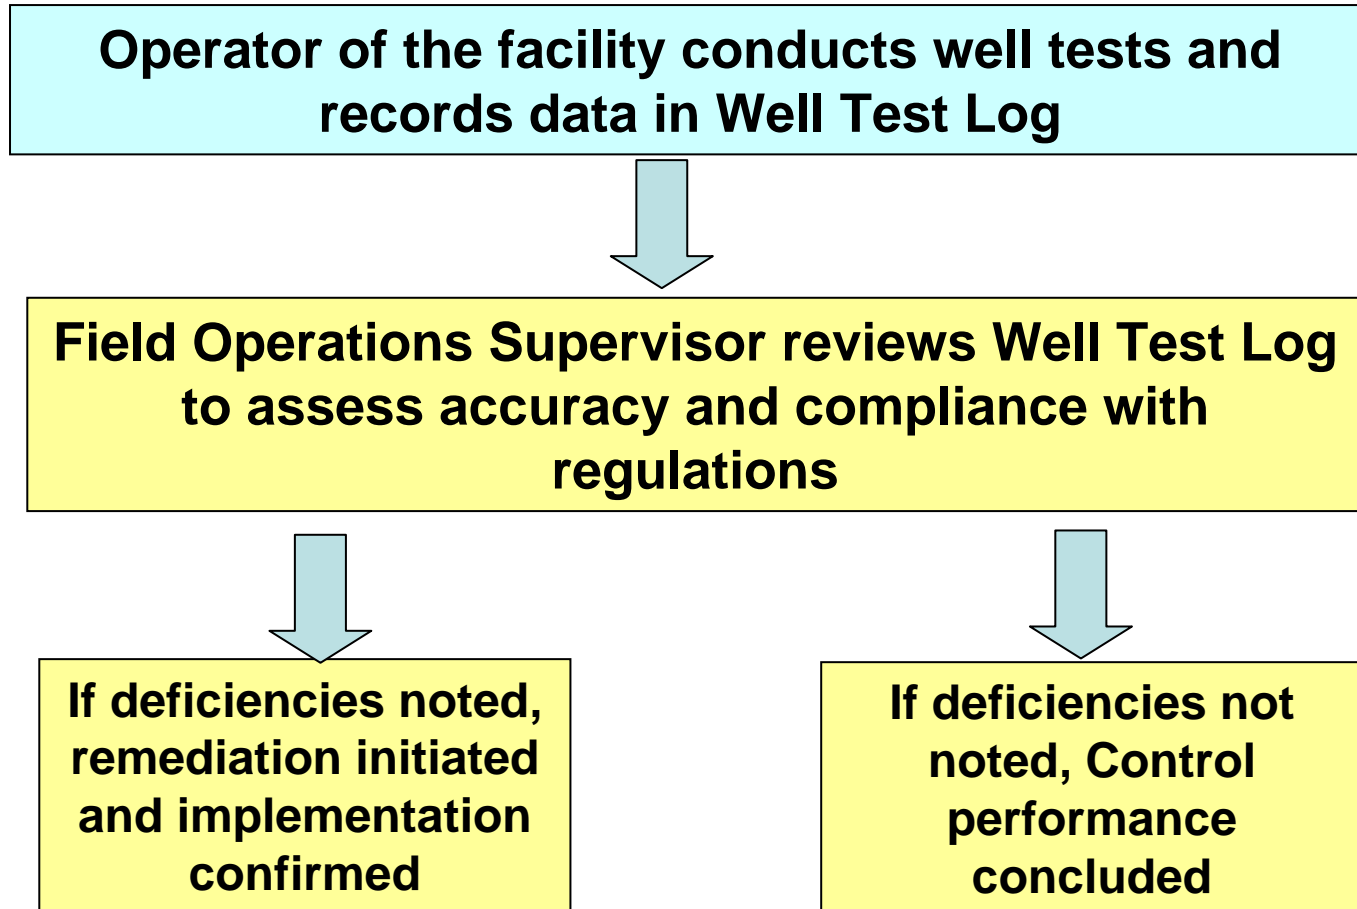 Operator of the facility conducts well tests and
records data in Well Test Log
Field Operations Supervisor reviews Well Test Log
to assess accuracy and compliance with
regulations
If deficiencies noted,
remediation initiated
and implementation
confirmed
If deficiencies not
noted, Control
performance
concluded